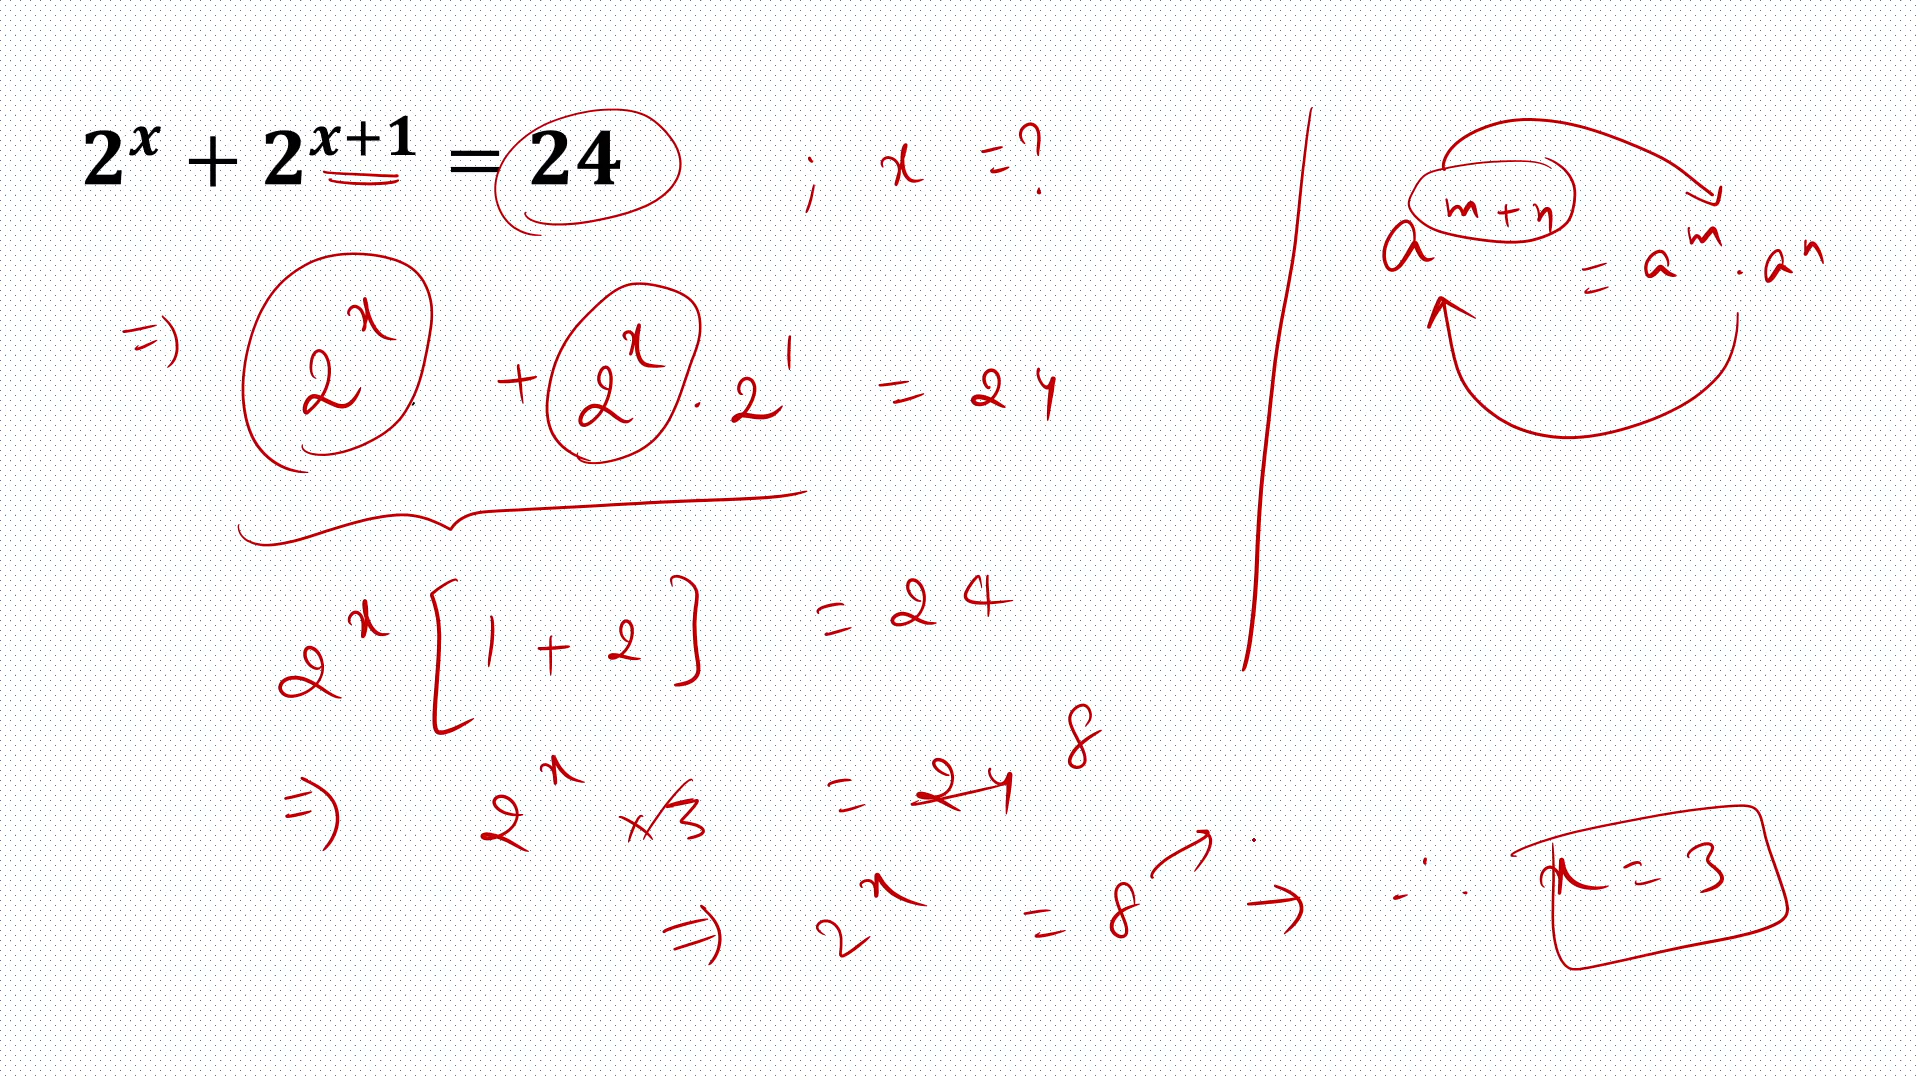 2^x + 2^{x+1} = 24 ; x = ?
a^{m+n} = a^m · a^n
⇒ 2^x + 2^x · 2^1 = 24
2^x [1 + 2] = 24
⇒ 2^x × 3 = 24 8
⇒ 2^x = 8 → ∴ x = 3